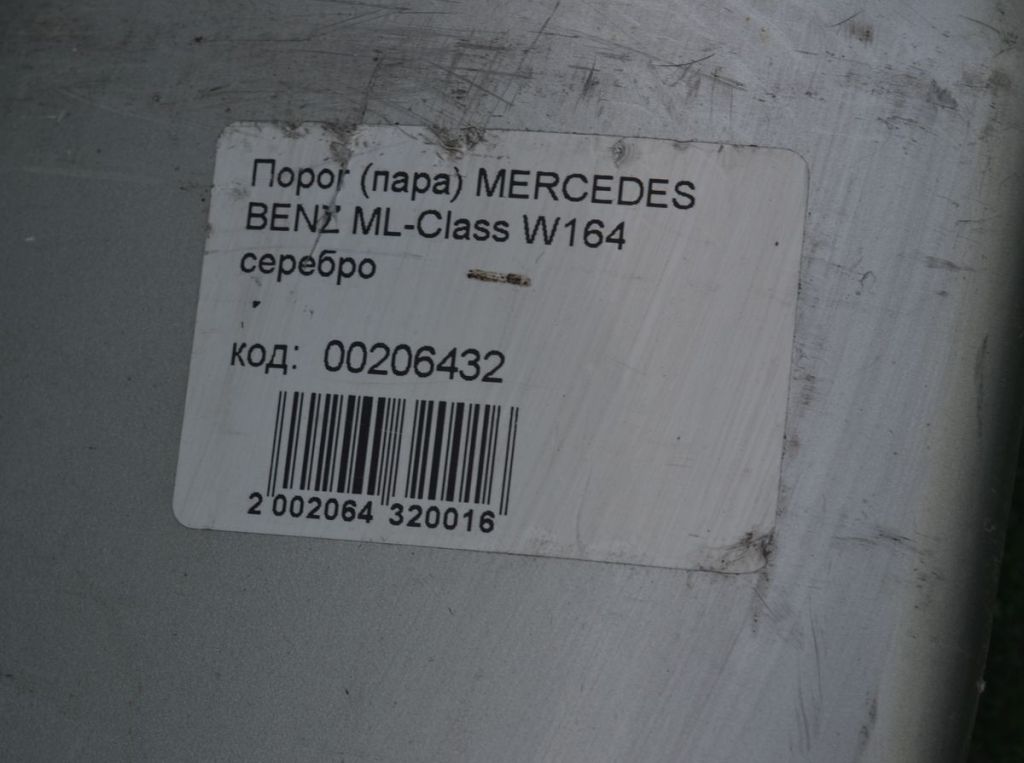 Порог (пара) MERCEDES
BENZ ML-Class W164
серебро
код: 00206432
2 002064 320016